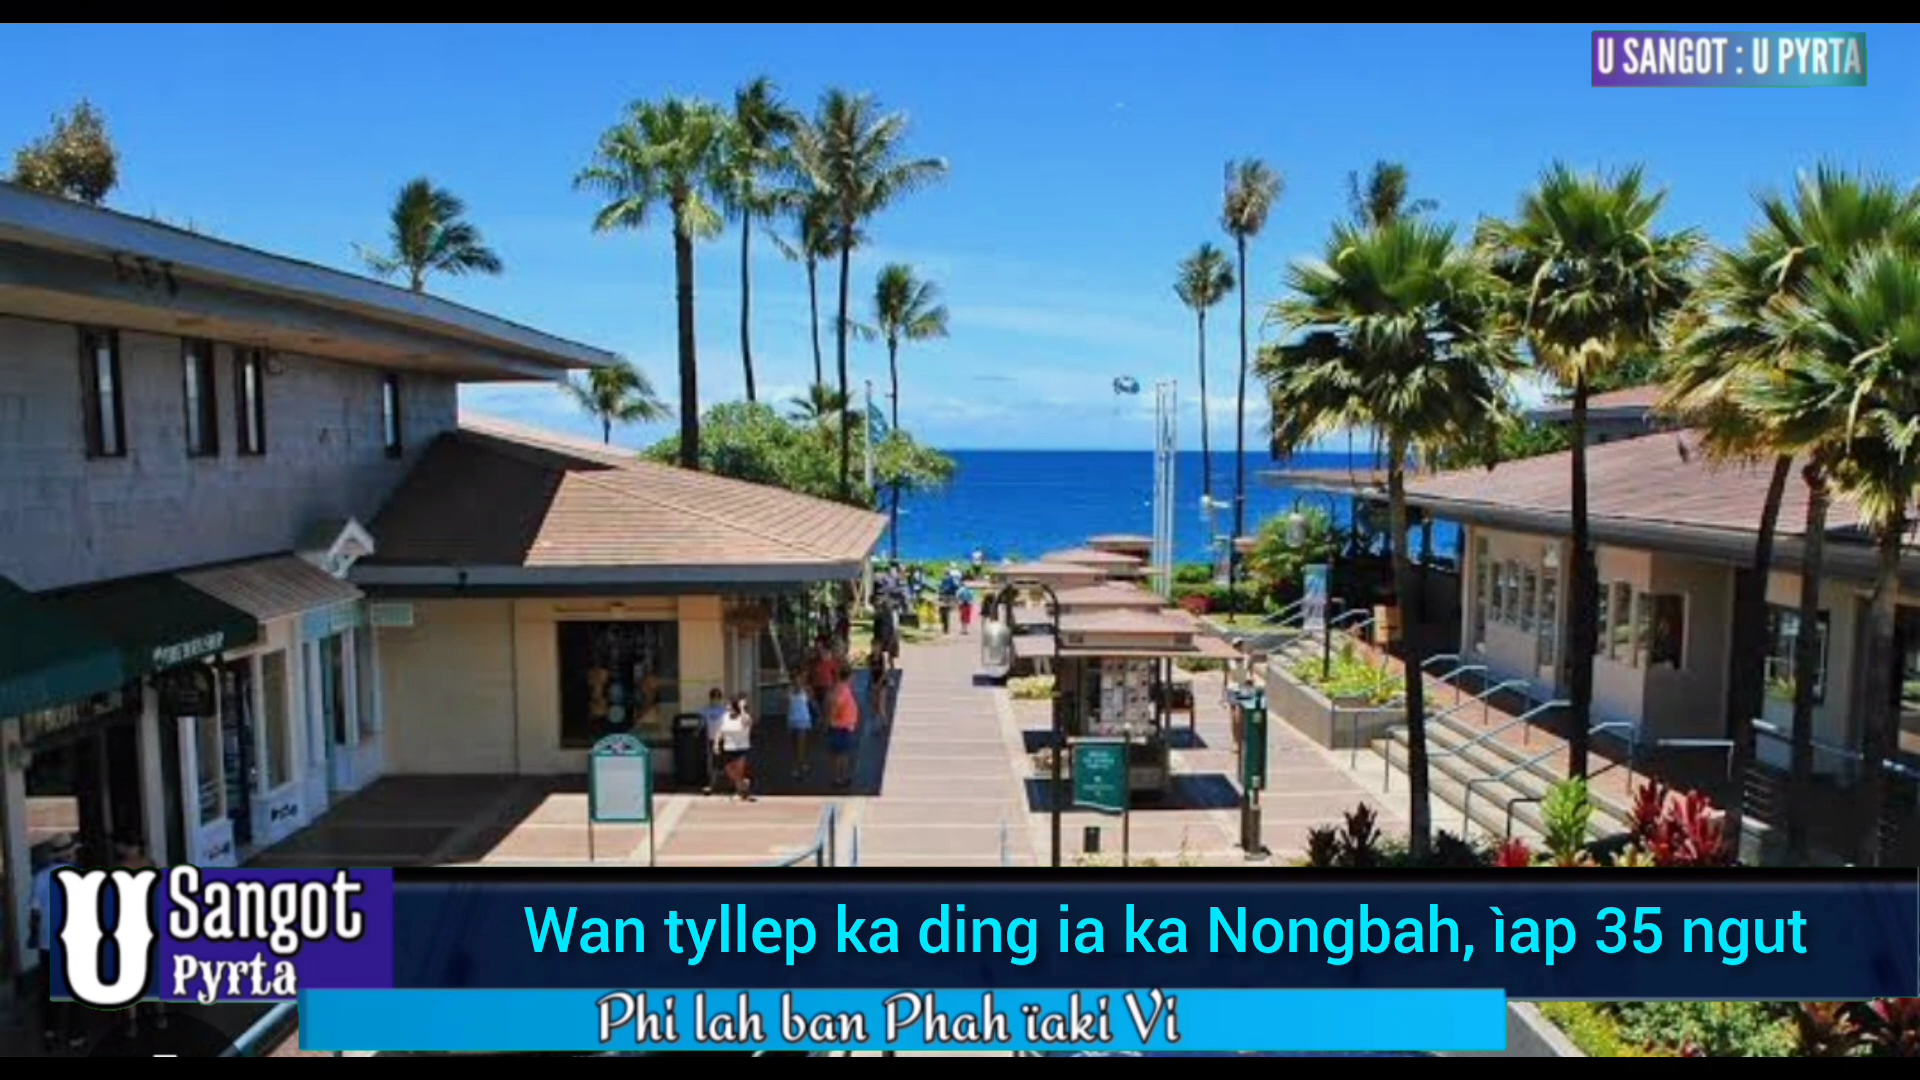 U SANGOT : U PYRTA
U Sangot
Pyrta
Wan tyllep ka ding ia ka Nongbah, ìap 35 ngut
Phi lah ban Phah ïaki Vi